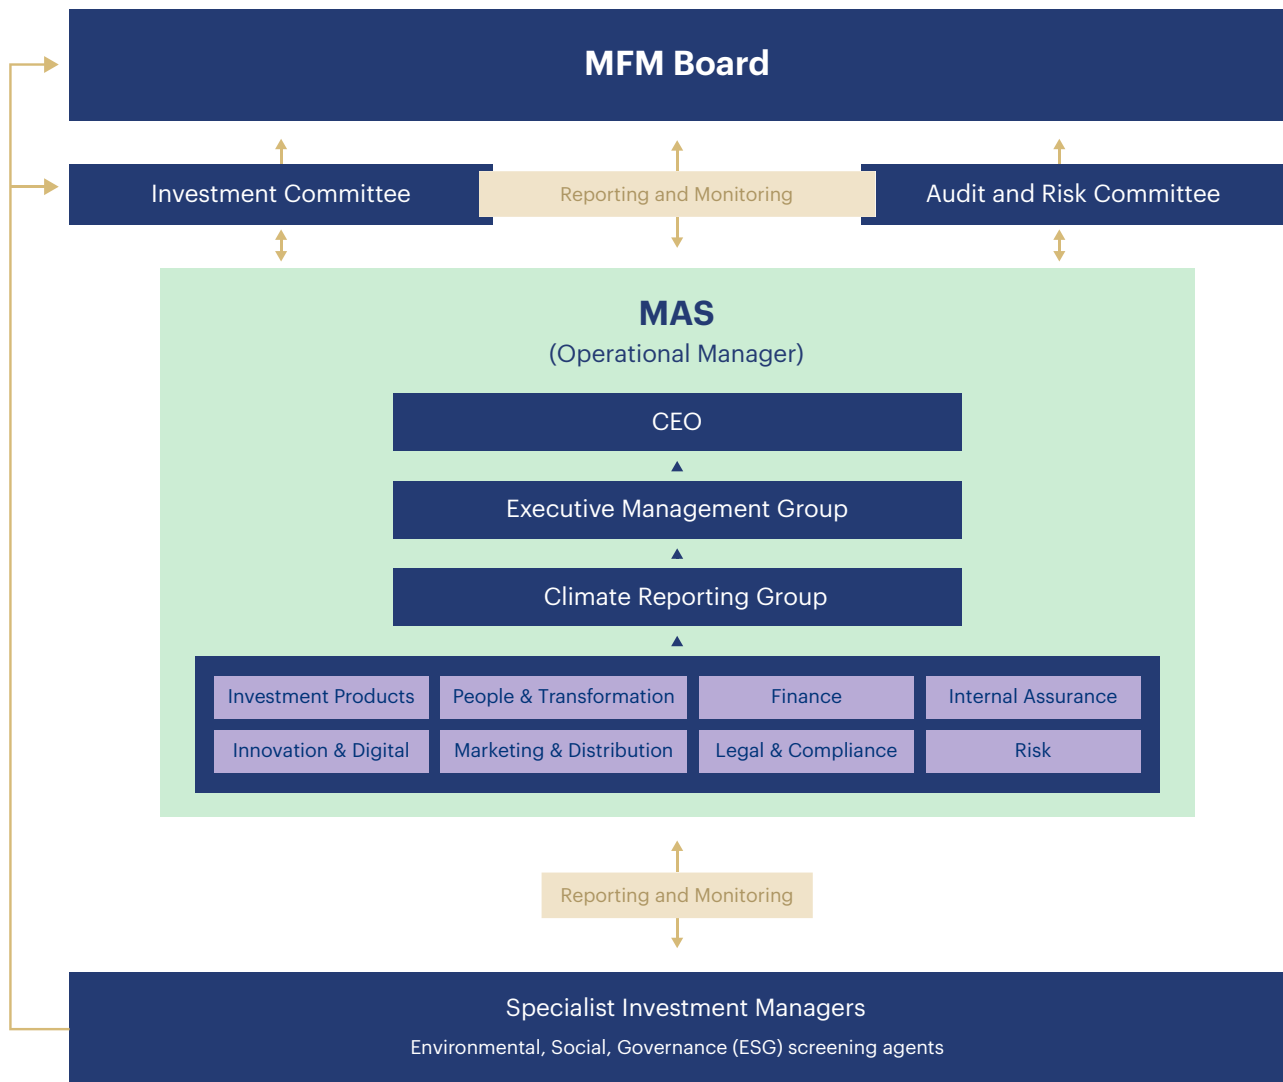 MFM Board
Investment Committee
Reporting and Monitoring
Audit and Risk Committee
MAS
(Operational Manager)
CEO
Executive Management Group
Climate Reporting Group
Investment Products
People & Transformation
Finance
Internal Assurance
Innovation & Digital
Marketing & Distribution
Legal & Compliance
Risk
Reporting and Monitoring
Specialist Investment Managers
Environmental, Social, Governance (ESG) screening agents